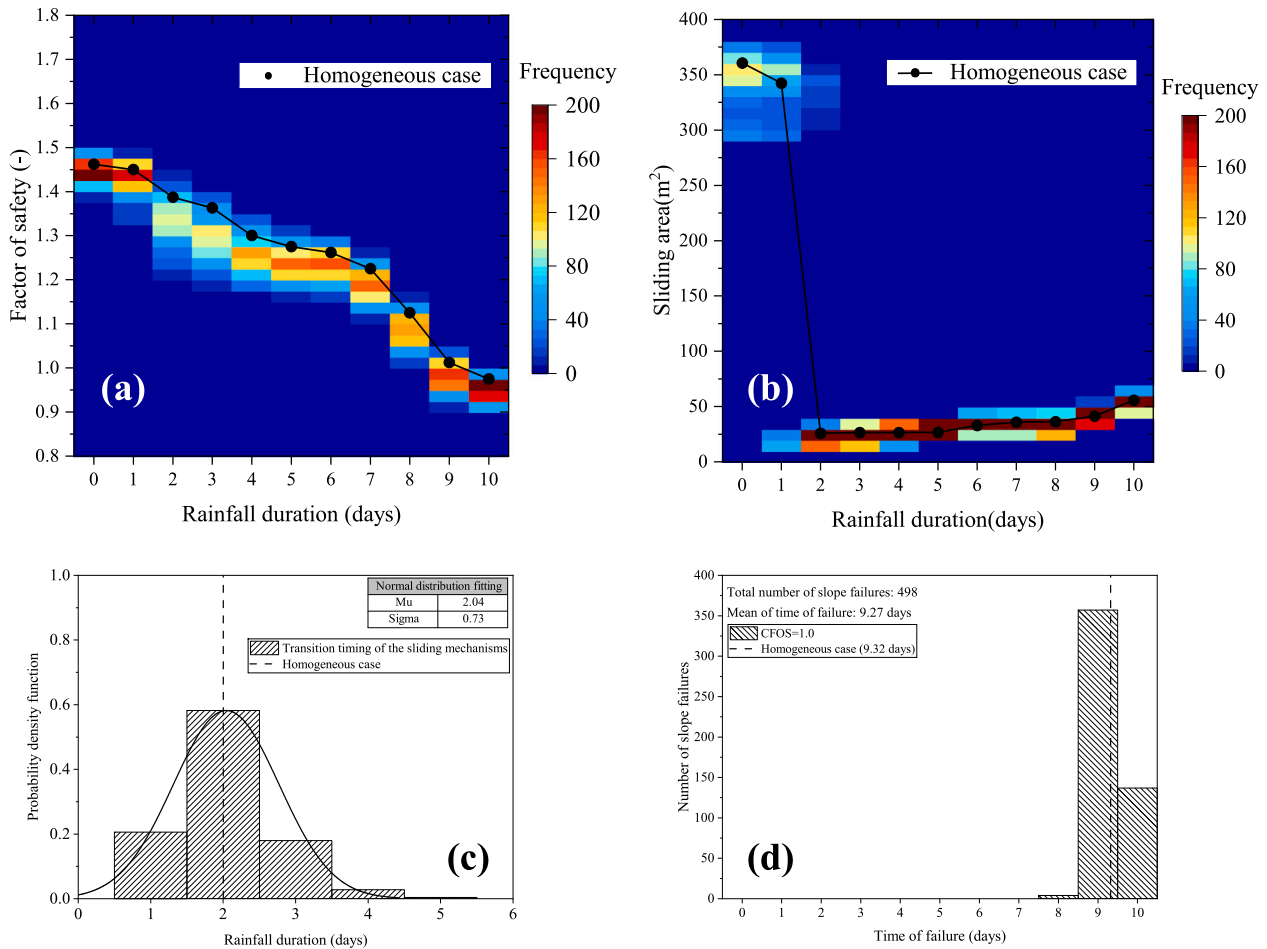 1.8
1.7
1.6
1.5
1.4
1.3
1.2
1.1
1.0
0.9
0.8
Factor of safety (-)
Homogeneous case
Frequency
200
160
120
80
40
0
(a)
0 1 2 3 4 5 6 7 8 9 10
Rainfall duration (days)
400
350
300
250
200
150
100
50
0
Sliding area(m²)
Homogeneous case
Frequency
200
160
120
80
40
0
(b)
0 1 2 3 4 5 6 7 8 9 10
Rainfall duration(days)
1.0
0.8
0.6
0.4
0.2
0.0
Probability density function
Normal distribution fitting
Mu 2.04
Sigma 0.73
Transition timing of the sliding mechanisms
Homogeneous case
(c)
0 1 2 3 4 5 6
Rainfall duration (days)
400
350
300
250
200
150
100
50
0
Number of slope failures
Total number of slope failures: 498
Mean of time of failure: 9.27 days
CFOS=1.0
Homogeneous case (9.32 days)
(d)
0 1 2 3 4 5 6 7 8 9 10
Time of failure (days)